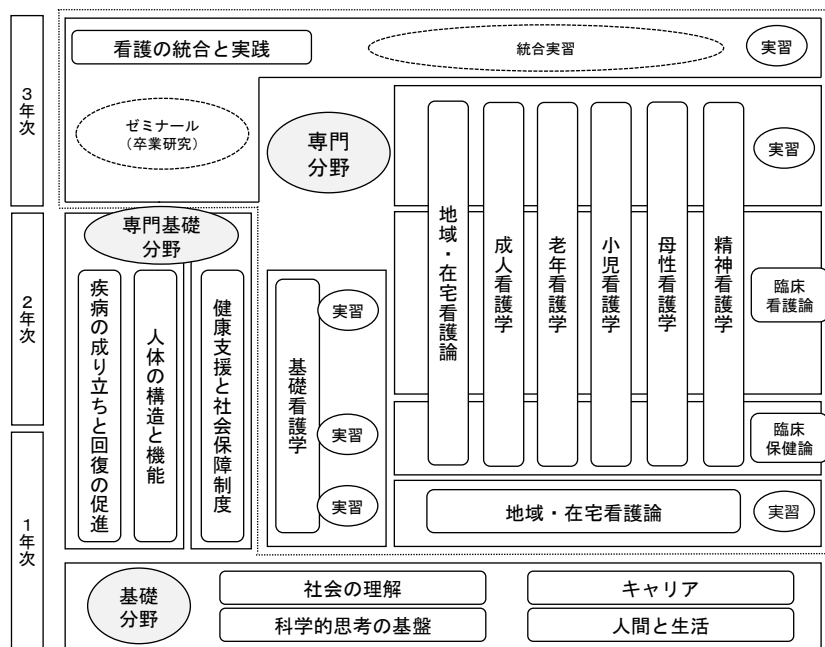 3年次
看護の統合と実践
統合実習
実習
ゼミナール
(卒業研究)
専門
分野
実習
2年次
専門基礎
分野
疾病の成り立ちと回復の促進
人体の構造と機能
健康支援と社会保障制度
基礎看護学
実習
実習
実習
地域・在宅看護論
成人看護学
老年看護学
小児看護学
母性看護学
精神看護学
臨床
看護論
臨床
保健論
1年次
地域・在宅看護論
実習
基礎
分野
社会の理解
キャリア
科学的思考の基盤
人間と生活